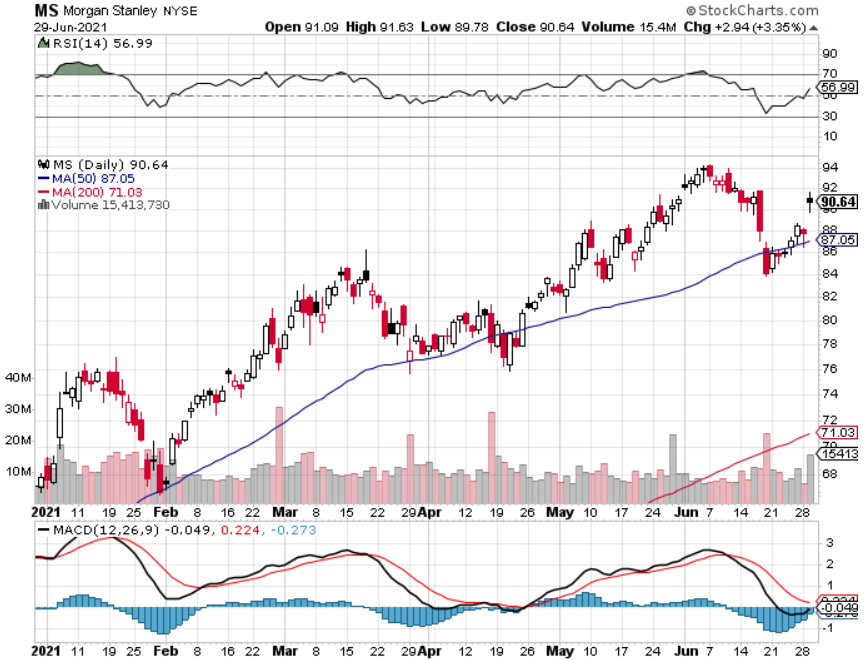 MS Morgan Stanley NYSE © StockCharts.com
29-Jun-2021 Open 91.09 High 91.63 Low 89.78 Close 90.64 Volume 15.4M Chg +2.94 (+3.35%)
RSI(14) 56.99
90
70
56.99
50
30
10
MS (Daily) 90.64
MA(50) 87.05
MA(200) 71.03
Volume 15,413,730
94
92
90.64
88
87.05
86
84
82
80
78
76
40M
74
30M
72
71.03
20M
70
15413
10M
68
2021 11 19 25 Feb 8 16 22 Mar 8 15 22 29 Apr 12 19 26 May 10 17 24 Jun 7 14 21 28
MACD(12,26,9) -0.049, 0.224, -0.273
3
2
1
0.224
-0.049
-1
2021 11 19 25 Feb 8 16 22 Mar 8 15 22 29 Apr 12 19 26 May 10 17 24 Jun 7 14 21 28